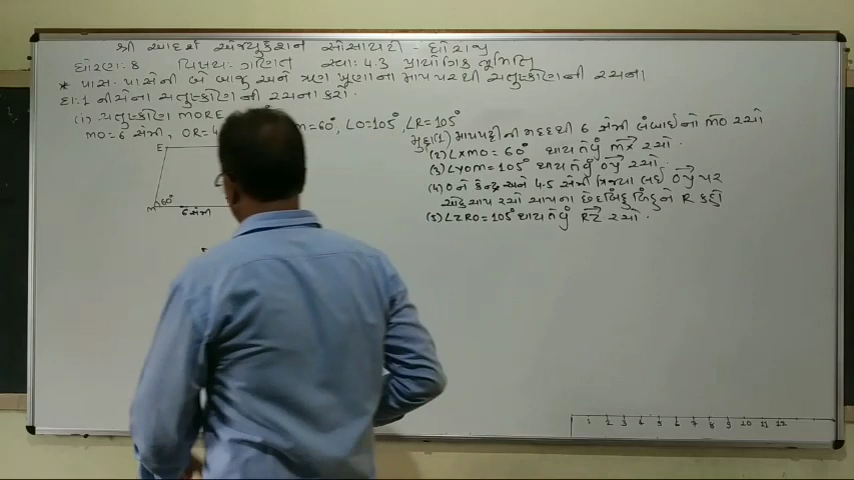 શ્રી આદર્શ એજ્યુકેશન સોસાયટી - ધોરાજી
ધોરણ: 8 વિષય: ગણિત સ્વા: 4.3 પ્રાયોગિક ભૂમિતિ
* પાસ-પાસેની બે બાજુ અને ત્રણ ખૂણાના માપ પરથી ચતુષ્કોણની રચના
દા:1 નીચેના ચતુષ્કોણની રચના કરો.
(i) ચતુષ્કોણ MORE
MO=6 સેમી, OR=4 M=60°, ∠O=105°, ∠R=105°
મુદ્દા(1) માપપટ્ટીની મદદથી 6 સેમી લંબાઈનો MO રચો
(2) ∠XMO=60° થાય તેવું MX રચો.
(3) ∠YOM=105° થાય તેવું OY રચો.
(4) O ને કેન્દ્ર અને 4.5 સેમી ત્રિજ્યા લઈ OY પર
ચાપ રચો ચાપના છેદબિંદુ બિંદુને R કહો
(5) ∠ZRO=105° થાય તેવું RZ રચો.
E
60°
M 6 સેમી
1 2 3 4 5 6 7 8 9 10 11 12